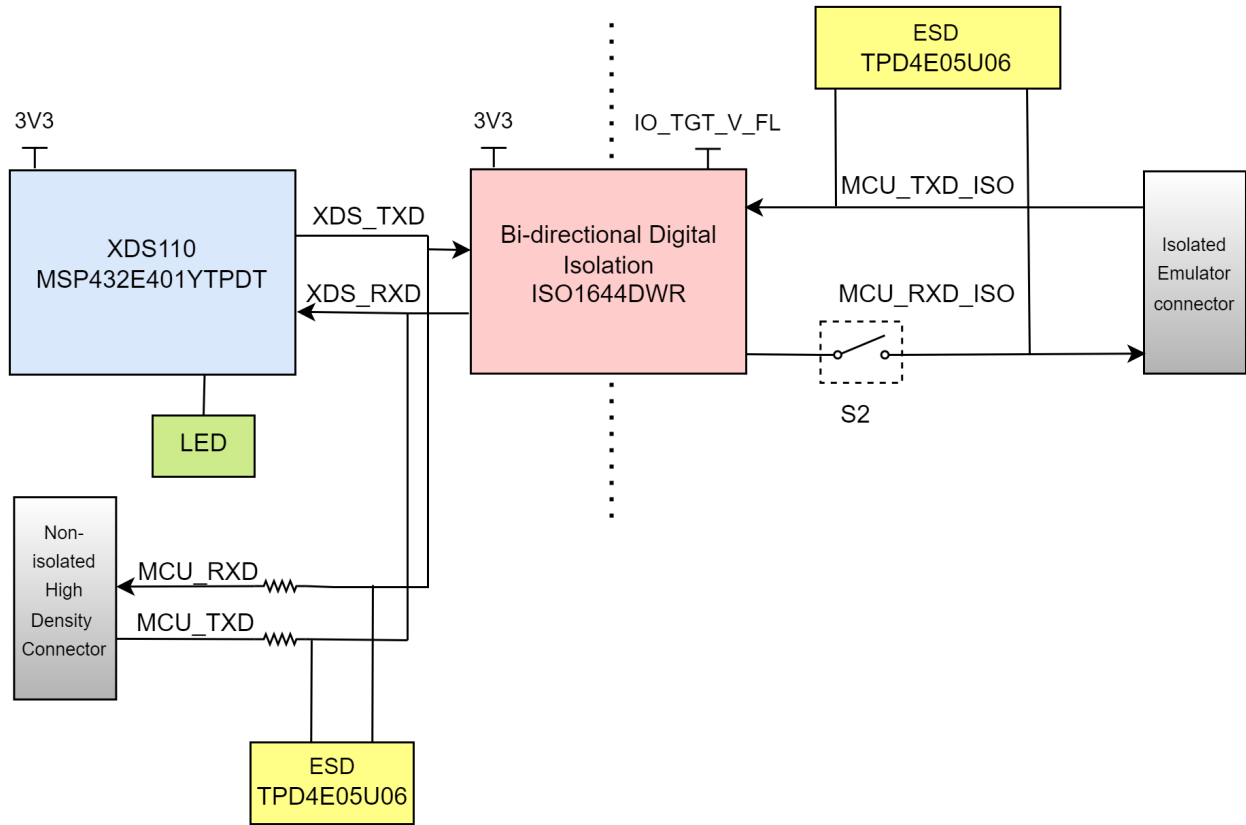 ESD
TPD4E05U06
3V3
3V3
IO_TGT_V_FL
XDS110
MSP432E401YTPDT
XDS_TXD
XDS_RXD
Bi-directional Digital
Isolation
ISO1644DWR
MCU_TXD_ISO
MCU_RXD_ISO
S2
Isolated
Emulator
connector
LED
Non-
isolated
High
Density
Connector
MCU_RXD
MCU_TXD
ESD
TPD4E05U06